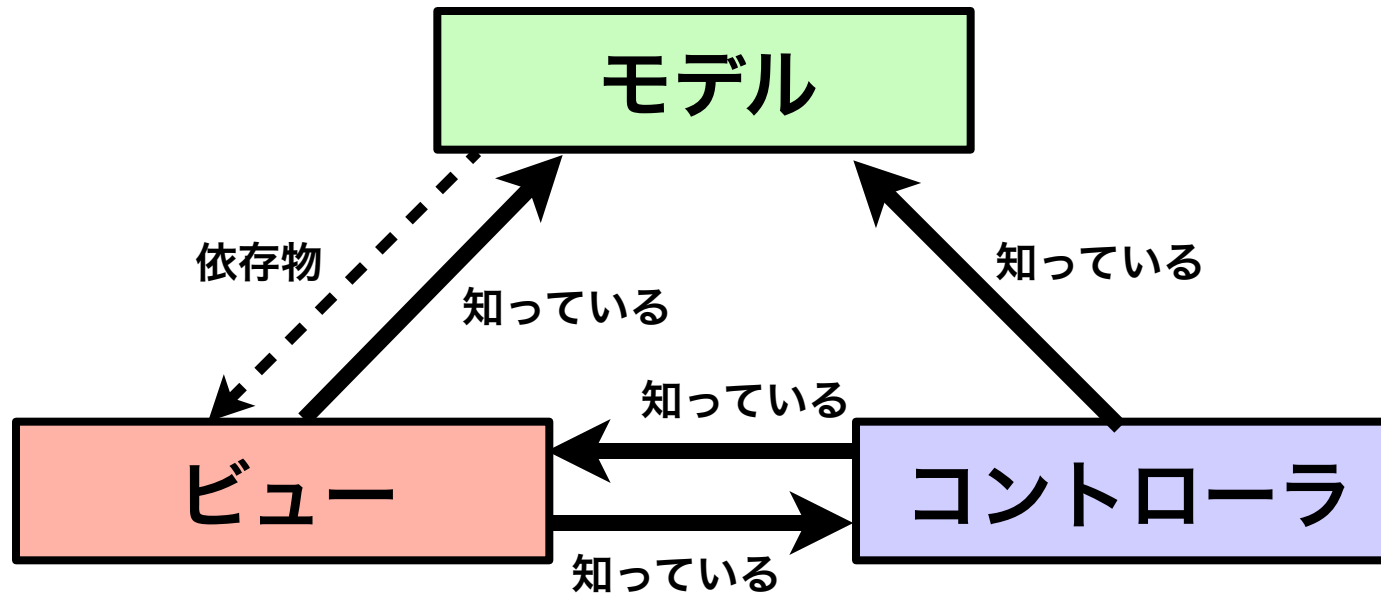 モデル
依存物
知っている
知っている
知っている
ビュー
コントローラ
知っている